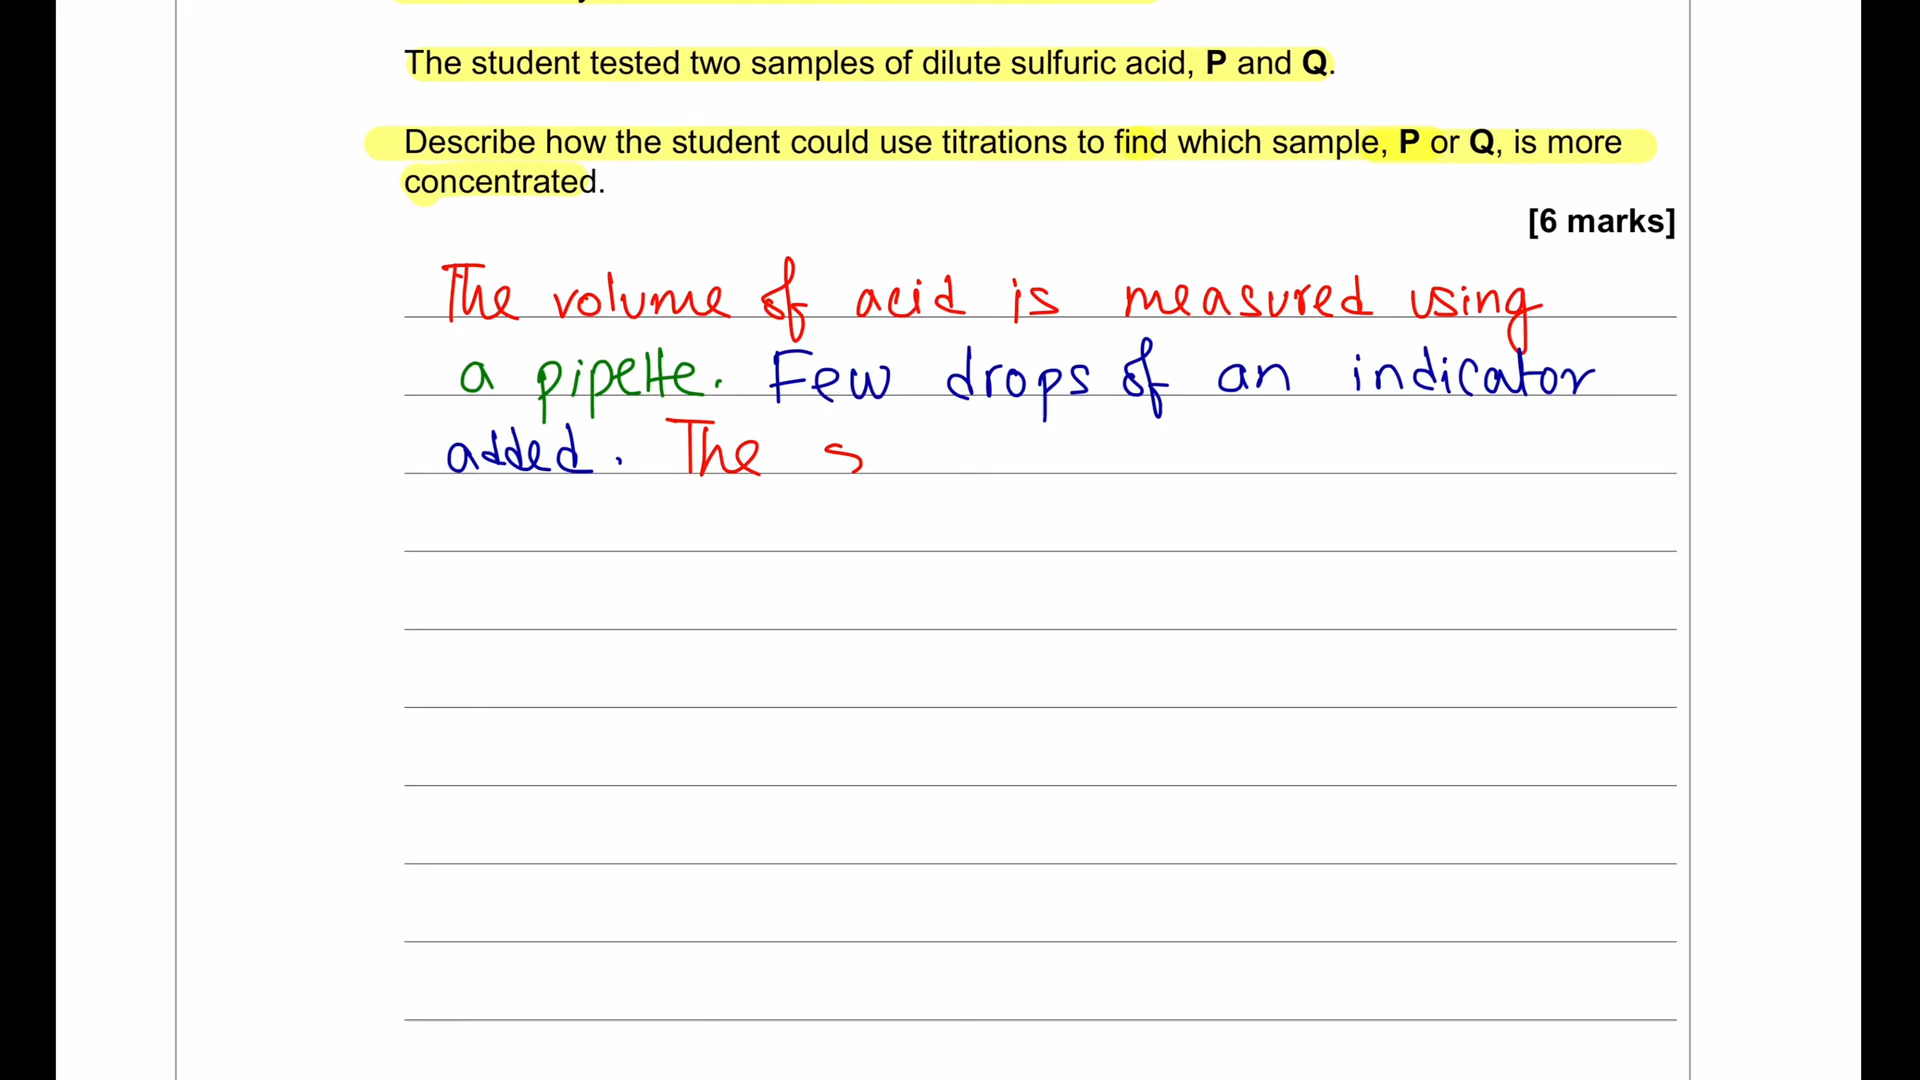 The student tested two samples of dilute sulfuric acid, P and Q.
Describe how the student could use titrations to find which sample, P or Q, is more
concentrated.
[6 marks]
The volume of acid is measured using
a pipette. Few drops of an indicator
added. The s